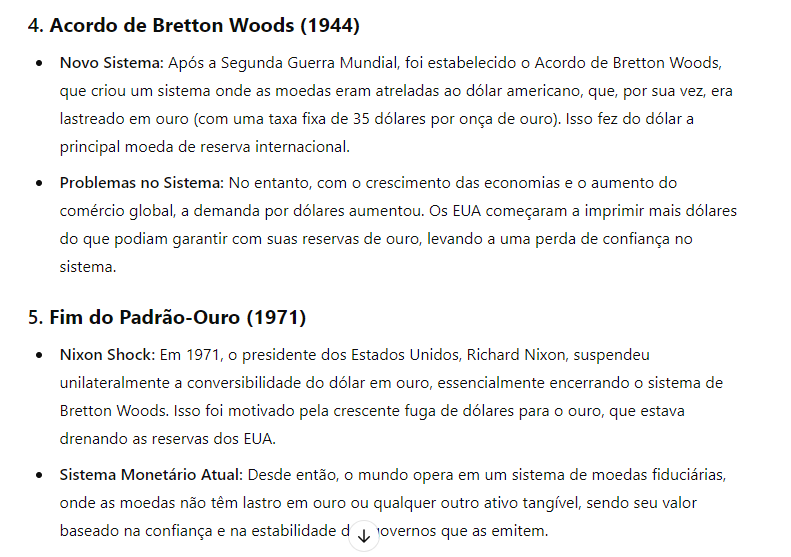 4. Acordo de Bretton Woods (1944)
• Novo Sistema: Após a Segunda Guerra Mundial, foi estabelecido o Acordo de Bretton Woods,
que criou um sistema onde as moedas eram atreladas ao dólar americano, que, por sua vez, era
lastreado em ouro (com uma taxa fixa de 35 dólares por onça de ouro). Isso fez do dólar a
principal moeda de reserva internacional.
• Problemas no Sistema: No entanto, com o crescimento das economias e o aumento do
comércio global, a demanda por dólares aumentou. Os EUA começaram a imprimir mais dólares
do que podiam garantir com suas reservas de ouro, levando a uma perda de confiança no
sistema.
5. Fim do Padrão-Ouro (1971)
• Nixon Shock: Em 1971, o presidente dos Estados Unidos, Richard Nixon, suspendeu
unilateralmente a conversibilidade do dólar em ouro, essencialmente encerrando o sistema de
Bretton Woods. Isso foi motivado pela crescente fuga de dólares para o ouro, que estava
drenando as reservas dos EUA.
• Sistema Monetário Atual: Desde então, o mundo opera em um sistema de moedas fiduciárias,
onde as moedas não têm lastro em ouro ou qualquer outro ativo tangível, sendo seu valor
baseado na confiança e na estabilidade que as emitem.